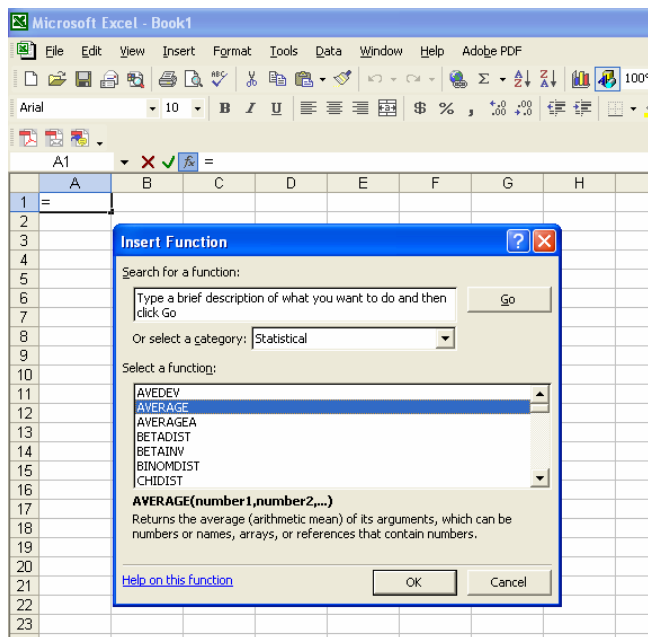 Microsoft Excel - Book1
File Edit View Insert Format Tools Data Window Help Adobe PDF
Σ A Z Z A 100%
Arial 10 B I U $ % , .00 .0
A1 fx =
A B C D E F G H
1 =
2
3
4
5
6
7
8
9
10
11
12
13
14
15
16
17
18
19
20
21
22
23
Insert Function ?
Search for a function:
Type a brief description of what you want to do and then
click Go
Go
Or select a category: Statistical
Select a function:
AVEDEV
AVERAGE
AVERAGEA
BETADIST
BETAINV
BINOMDIST
CHIDIST
AVERAGE(number1,number2,...)
Returns the average (arithmetic mean) of its arguments, which can be
numbers or names, arrays, or references that contain numbers.
Help on this function OK Cancel